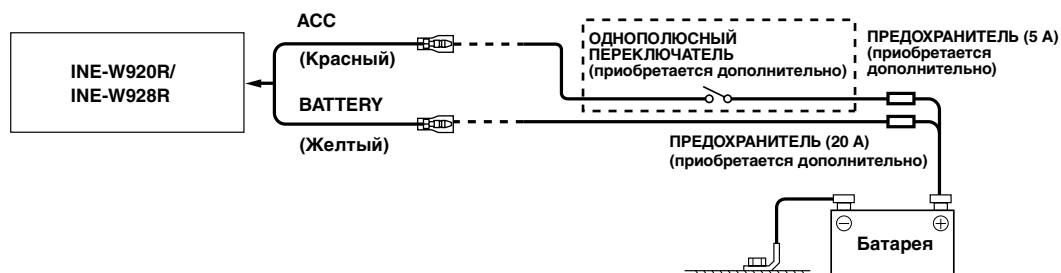 ACC
(Красный)
INE-W920R/
INE-W928R
BATTERY
(Желтый)
ОДНОПОЛЮСНЫЙ
ПЕРЕКЛЮЧАТЕЛЬ
(приобретается дополнительно)
ПРЕДОХРАНИТЕЛЬ (5 А)
(приобретается
дополнительно)
ПРЕДОХРАНИТЕЛЬ (20 А)
(приобретается дополнительно)
Батарея